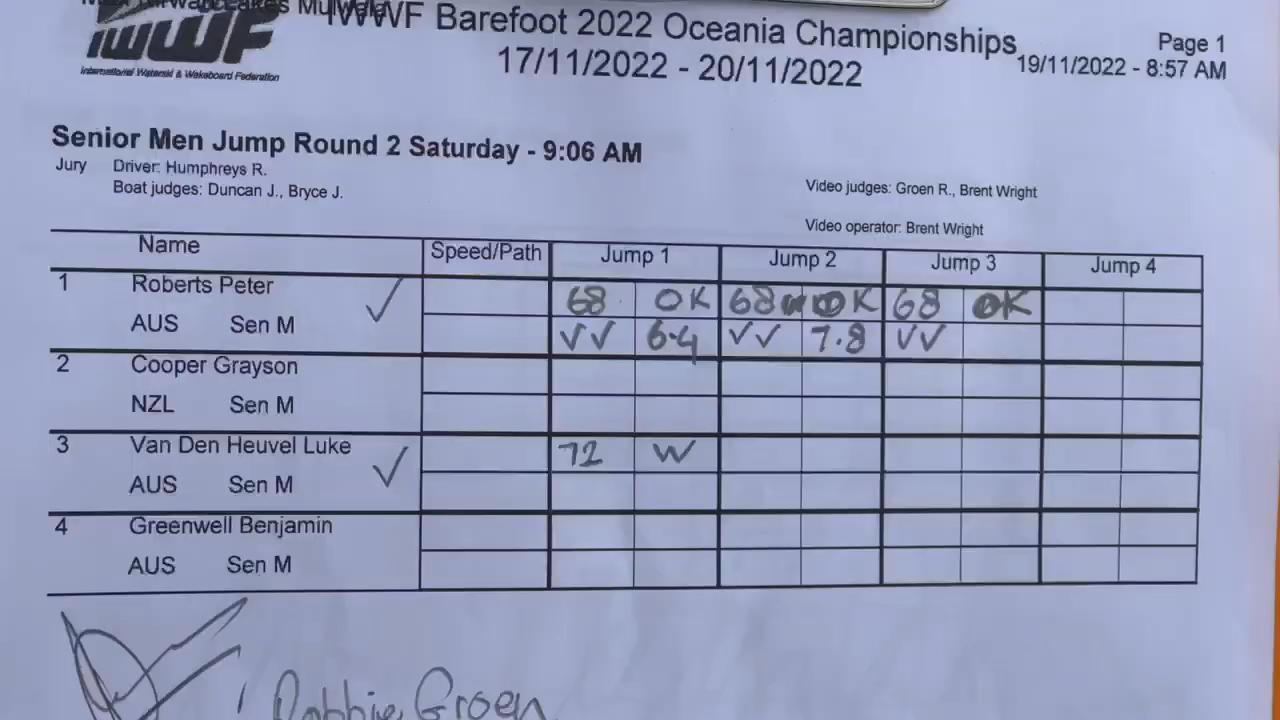 Lakes Mulwala
IWWF Barefoot 2022 Oceania Championships
17/11/2022 - 20/11/2022
Page 1
19/11/2022 - 8:57 AM
IWWF
International Waterski & Wakeboard Federation
Senior Men Jump Round 2 Saturday - 9:06 AM
Jury Driver: Humphreys R.
Boat judges: Duncan J., Bryce J.
Video judges: Groen R., Brent Wright
Video operator: Brent Wright
Name Speed/Path Jump 1 Jump 2 Jump 3 Jump 4
1 Roberts Peter ✓ 68 OK 68 OK 68 OK
AUS Sen M ✓✓ 6.4 ✓✓ 7.8 ✓✓
2 Cooper Grayson
NZL Sen M
3 Van Den Heuvel Luke ✓ 72 W
AUS Sen M
4 Greenwell Benjamin
AUS Sen M
Robbie Groen